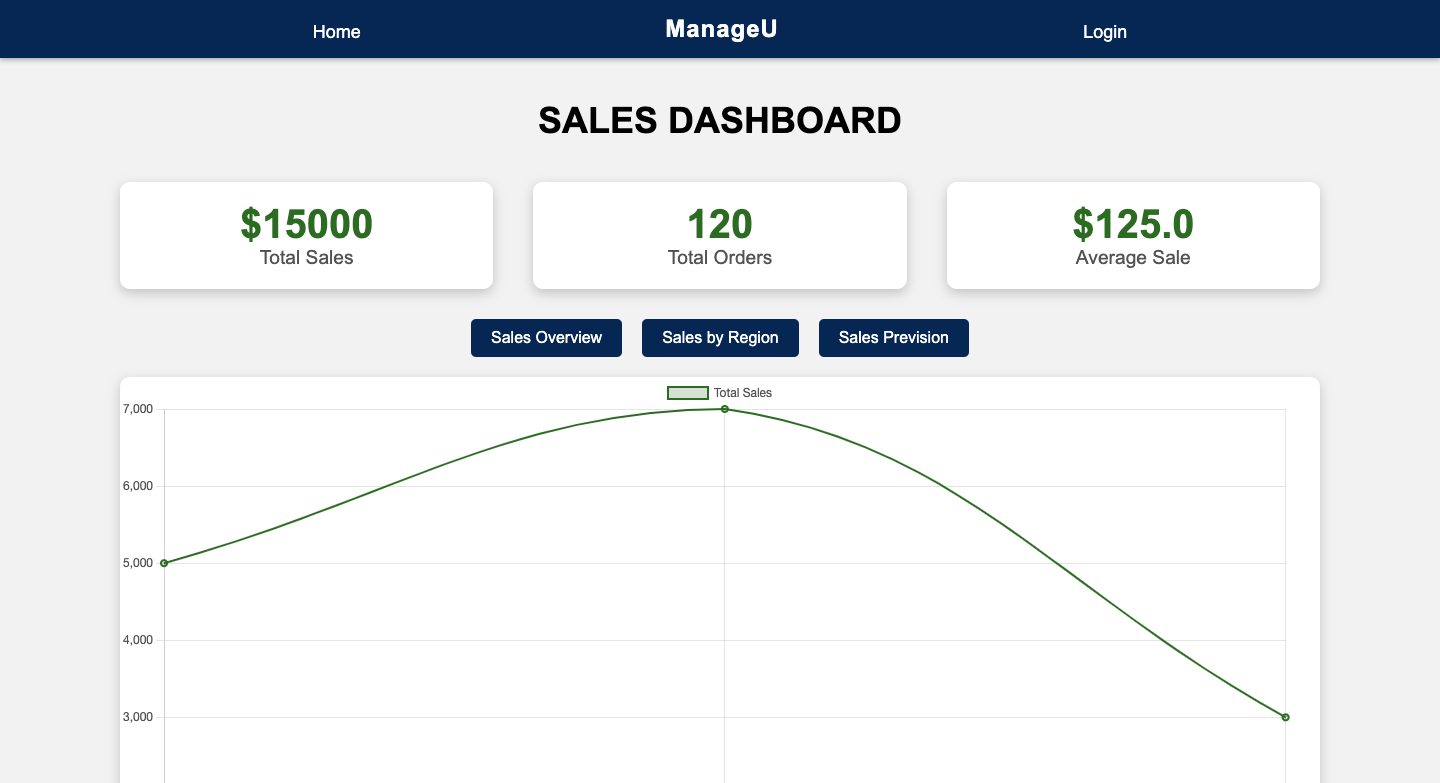 Home
ManageU
Login
SALES DASHBOARD
$15000
Total Sales
120
Total Orders
$125.0
Average Sale
Sales Overview
Sales by Region
Sales Prevision
Total Sales
7,000
6,000
5,000
4,000
3,000